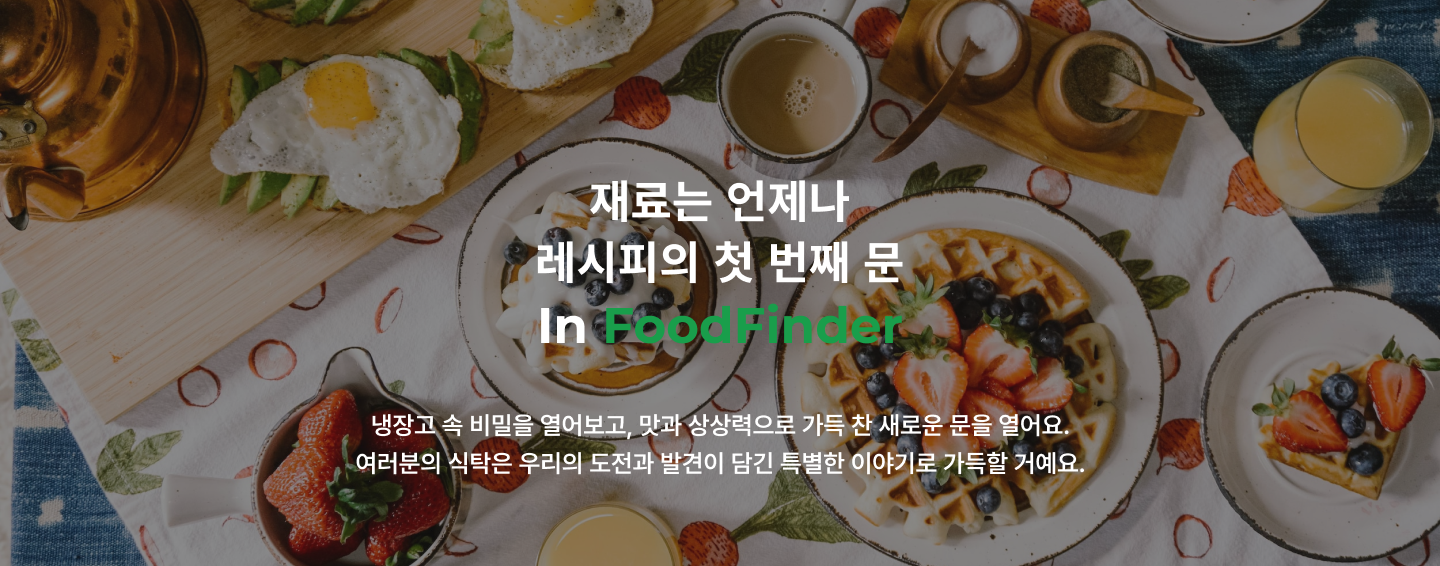 재료는 언제나
레시피의 첫 번째 문
In FoodFinder
냉장고 속 비밀을 열어보고, 맛과 상상력으로 가득 찬 새로운 문을 열어요.
여러분의 식탁은 우리의 도전과 발견이 담긴 특별한 이야기로 가득할 거예요.